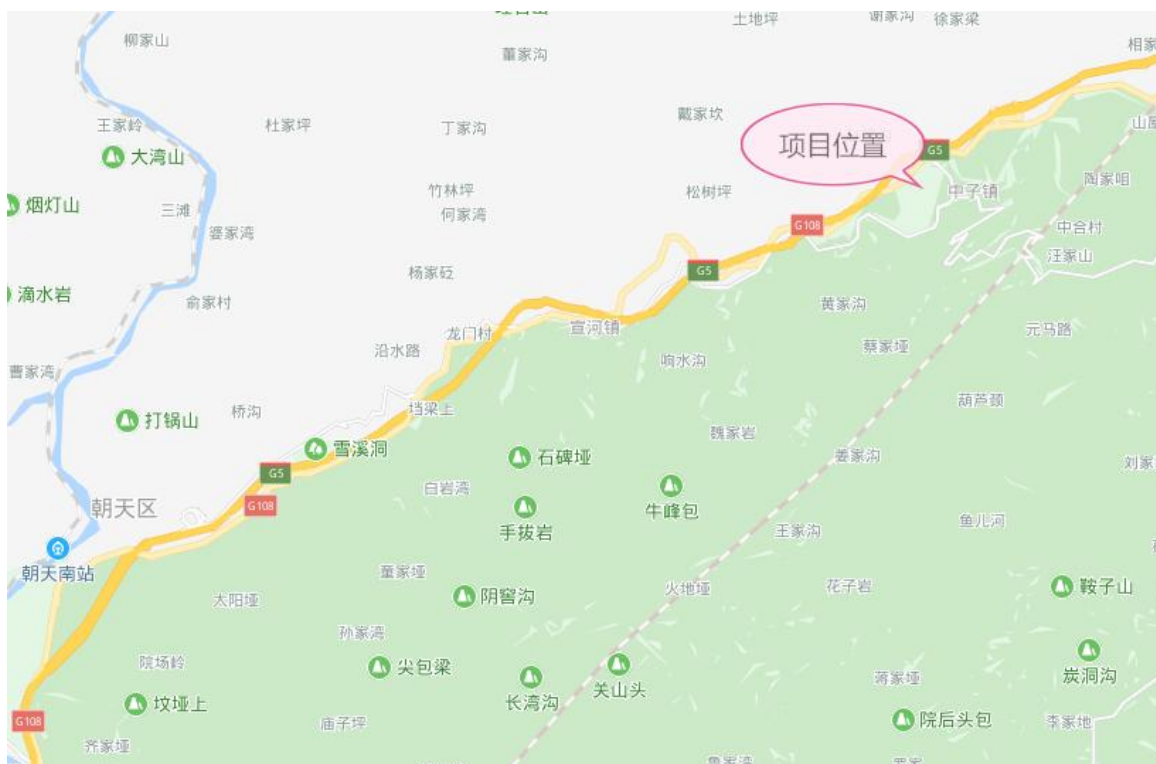 土地坪
谢家沟
徐家梁
柳家山
董家沟
相家
戴家坎
山屋
王家岭
杜家坪
丁家沟
项目位置
G5
大湾山
松树坪
中子镇
陶家咀
烟灯山
三滩
竹林坪
何家湾
G108
中合村
婆家湾
汪家山
杨家砭
G5
滴水岩
俞家村
黄家沟
龙门村
宣河镇
元马路
沿水路
响水沟
蔡家垭
曹家湾
垱梁上
葫芦颈
打锅山
桥沟
魏家岩
雪溪洞
石碑垭
姜家沟
刘家
G5
白岩湾
牛峰包
朝天区
G108
手拔岩
王家沟
鱼儿河
朝天南站
童家垭
阴窖沟
火地垭
花子岩
鞍子山
太阳垭
孙家湾
院场岭
尖包梁
关山头
蒋家垭
炭洞沟
坟垭上
长湾沟
G108
庙子坪
院后头包
李家地
齐家垭